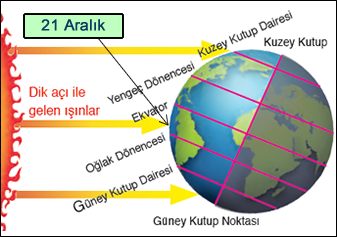 21 Aralık
Kuzey Kutup Dairesi
Kuzey Kutup
Yengeç Dönencesi
Dik açı ile
gelen ışınlar
Ekvator
Oğlak Dönencesi
Güney Kutup Dairesi
Güney Kutup Noktası